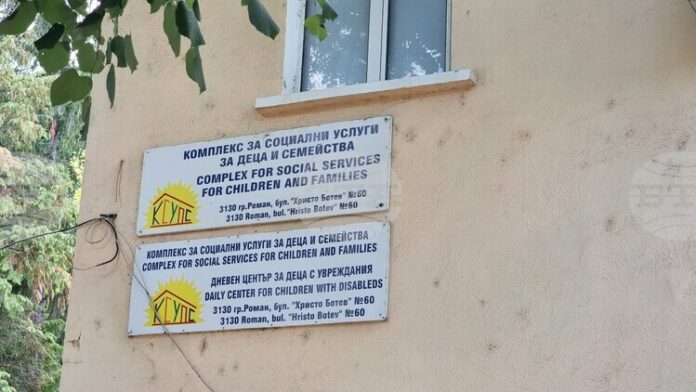 КОМПЛЕКС ЗА СОЦИАЛНИ УСЛУГИ
ЗА ДЕЦА И СЕМЕЙСТВА
COMPLEX FOR SOCIAL SERVICES
FOR CHILDREN AND FAMILIES
КСУДС
3130 гр.Роман, бул. "Христо Ботев" №60
3130 Roman, bul. "Hristo Botev" №60
КОМПЛЕКС ЗА СОЦИАЛНИ УСЛУГИ ЗА ДЕЦА И СЕМЕЙСТВА
COMPLEX FOR SOCIAL SERVICES FOR CHILDREN AND FAMILIES
ДНЕВЕН ЦЕНТЪР ЗА ДЕЦА С УВРЕЖДАНИЯ
DAILY CENTER FOR CHILDREN WITH DISABLEDS
КСУДС
3130 гр.Роман, бул. "Христо Ботев" №60
3130 Roman, bul. "Hristo Botev" №60